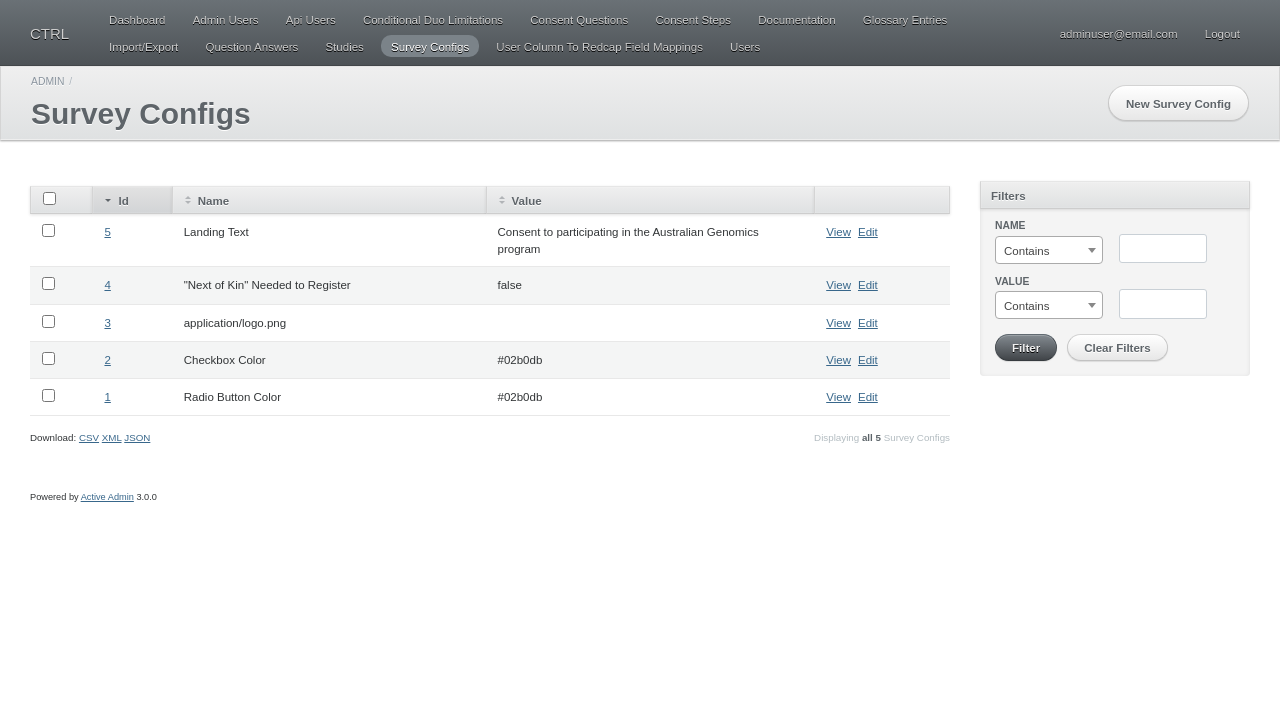 CTRL
Dashboard Admin Users Api Users Conditional Duo Limitations Consent Questions Consent Steps Documentation Glossary Entries
Import/Export Question Answers Studies Survey Configs User Column To Redcap Field Mappings Users
adminuser@email.com Logout
ADMIN /
Survey Configs
New Survey Config
Id Name Value
5 Landing Text Consent to participating in the Australian Genomics
program View Edit
4 "Next of Kin" Needed to Register false View Edit
3 application/logo.png View Edit
2 Checkbox Color #02b0db View Edit
1 Radio Button Color #02b0db View Edit
Download: CSV XML JSON
Displaying all 5 Survey Configs
Filters
NAME
Contains
VALUE
Contains
Filter Clear Filters
Powered by Active Admin 3.0.0